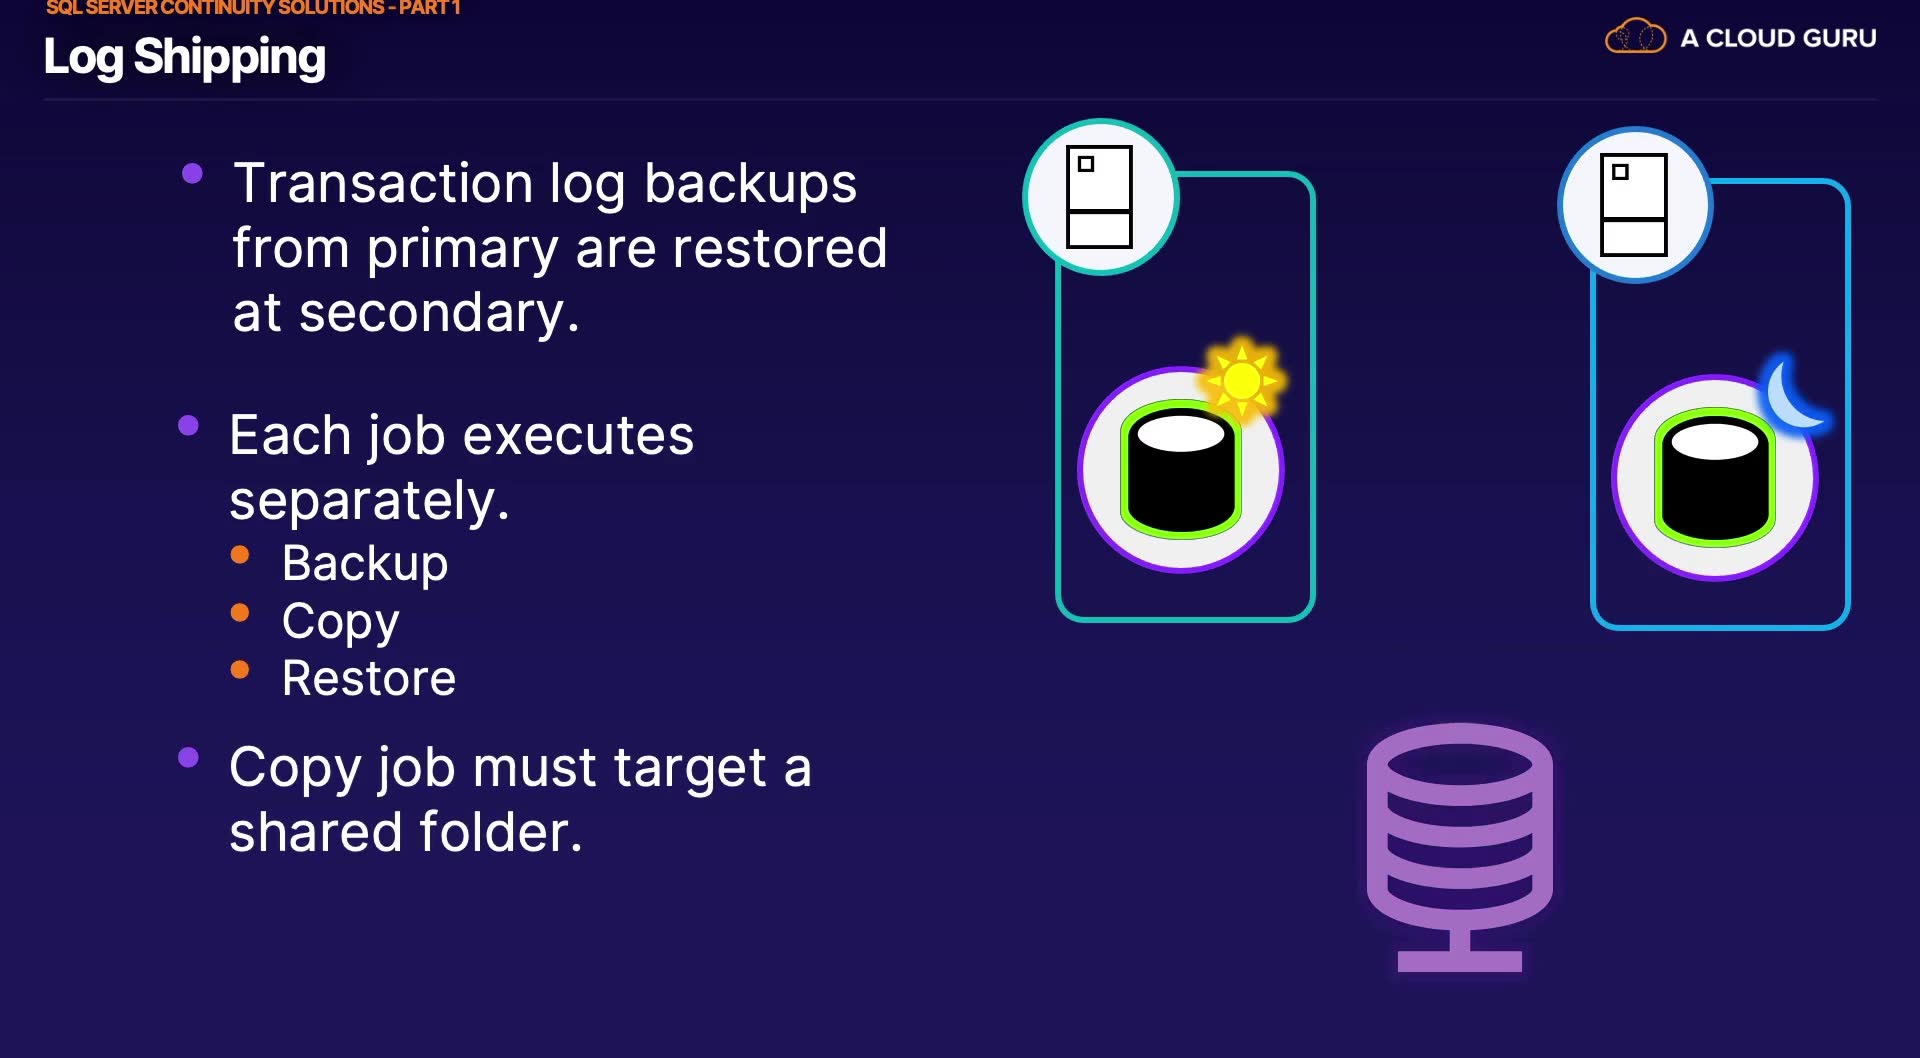 SQL SERVER CONTINUITY SOLUTIONS - PART 1
Log Shipping
A CLOUD GURU
Transaction log backups
from primary are restored
at secondary.
Each job executes
separately.
Backup
Copy
Restore
Copy job must target a
shared folder.